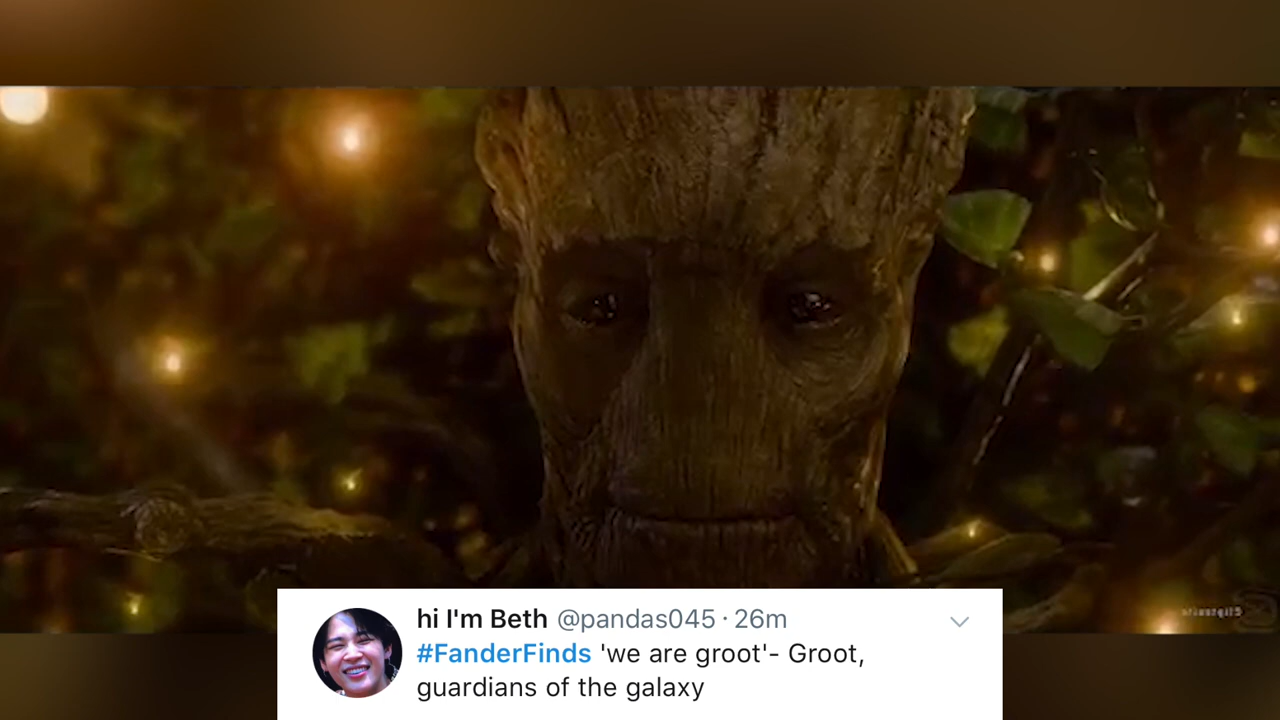 hi I'm Beth @pandas045 · 26m
#FanderFinds 'we are groot'- Groot,
guardians of the galaxy